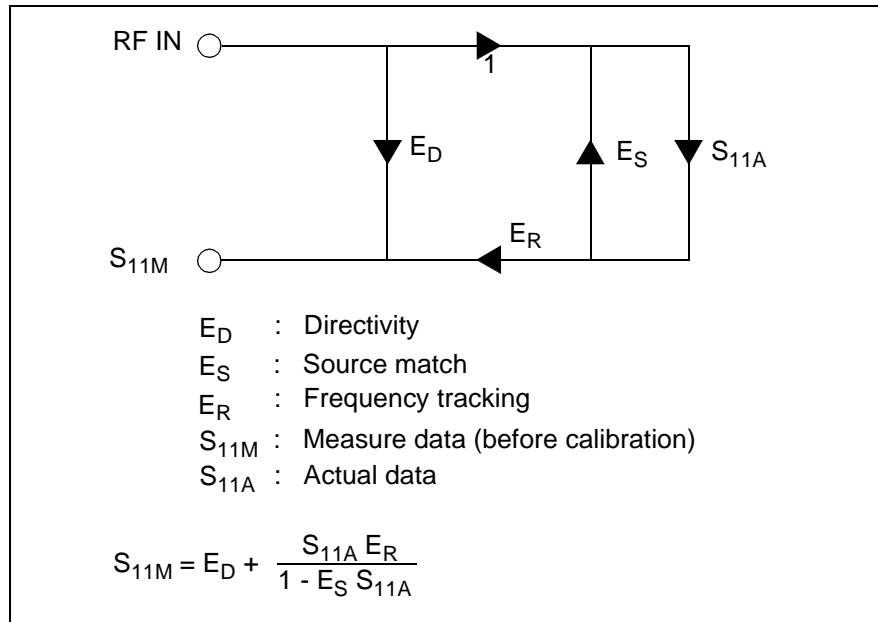 RF IN
1
E_D
E_S
S_11A
E_R
S_11M
E_D : Directivity
E_S : Source match
E_R : Frequency tracking
S_11M : Measure data (before calibration)
S_11A : Actual data
S_11M = E_D + S_11A E_R / 1 - E_S S_11A